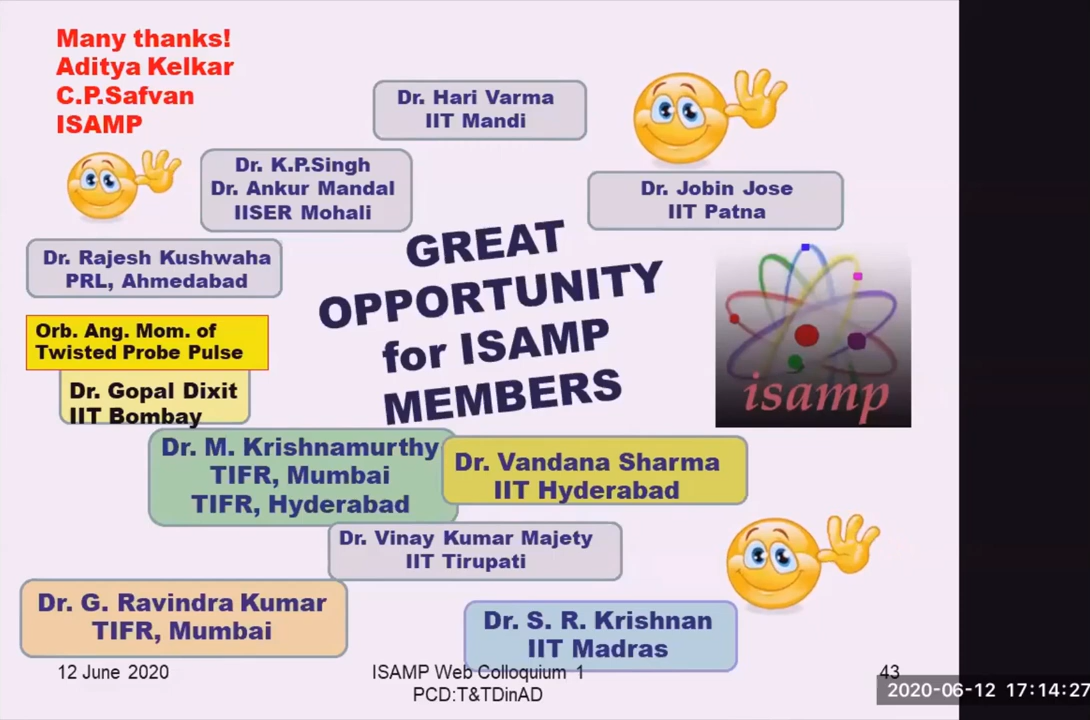 Many thanks!
Aditya Kelkar
C.P.Safvan
ISAMP
Dr. Hari Varma
IIT Mandi
Dr. K.P.Singh
Dr. Ankur Mandal
IISER Mohali
Dr. Jobin Jose
IIT Patna
Dr. Rajesh Kushwaha
PRL, Ahmedabad
GREAT
OPPORTUNITY
for ISAMP
MEMBERS
isamp
Orb. Ang. Mom. of
Twisted Probe Pulse
Dr. Gopal Dixit
IIT Bombay
Dr. M. Krishnamurthy
TIFR, Mumbai
TIFR, Hyderabad
Dr. Vandana Sharma
IIT Hyderabad
Dr. Vinay Kumar Majety
IIT Tirupati
Dr. G. Ravindra Kumar
TIFR, Mumbai
Dr. S. R. Krishnan
IIT Madras
12 June 2020
ISAMP Web Colloquium 1
PCD:T&TDinAD
43
2020-06-12 17:14:27